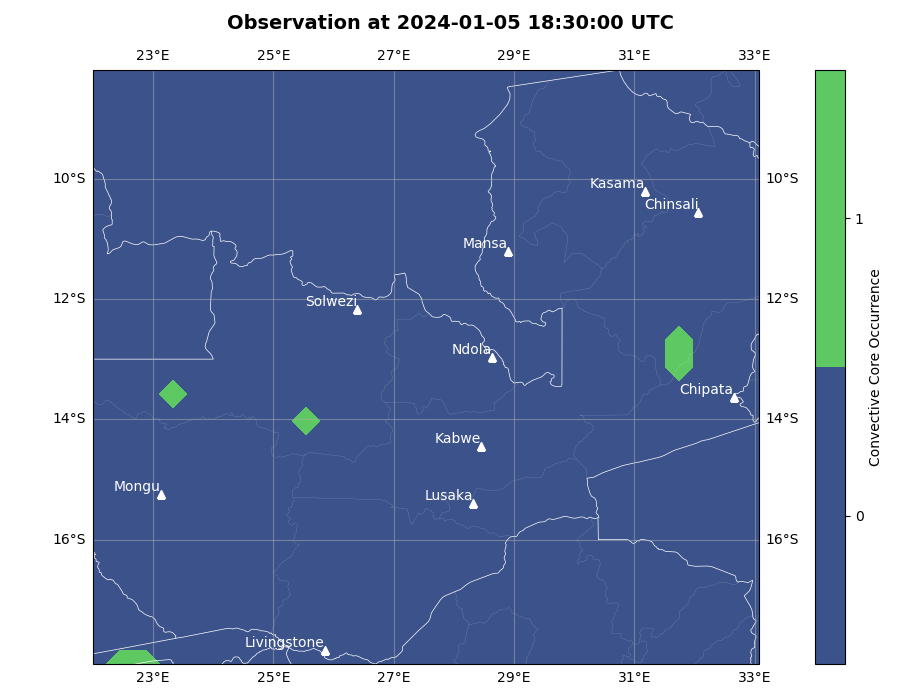 Observation at 2024-01-05 18:30:00 UTC
23°E 25°E 27°E 29°E 31°E 33°E
10°S 10°S
Kasama
Chinsali
Mansa
12°S 12°S
Solwezi
Ndola
Chipata
14°S 14°S
Kabwe
Mongu
Lusaka
16°S 16°S
Livingstone
23°E 25°E 27°E 29°E 31°E 33°E
1
0
Convective Core Occurrence